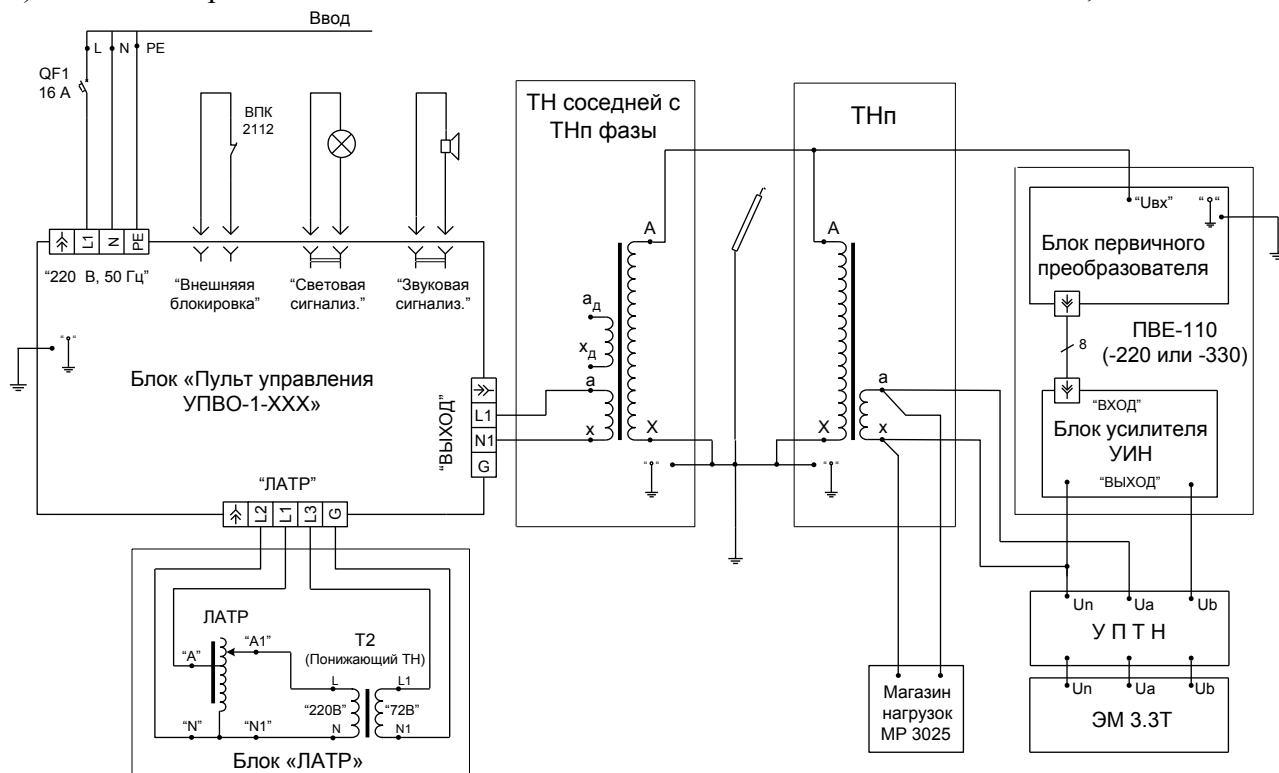 Ввод
L N PE
QF1
16 А
ВПК
2112
L1 N PE
“220 В, 50 Гц”
“Внешняяя
блокировка”
“Световая
сигнализ.”
“Звуковая
сигнализ.”
Блок «Пульт управления
УПВО-1-ХХХ»
“ВЫХОД”
L1
N1
G
“ЛАТР”
L2 L1 L3 G
ЛАТР
“A”
“A1”
“N”
“N1”
Т2
(Понижающий ТН)
L
L1
“220В”
“72В”
N
N1
Блок «ЛАТР»
ТН соседней с
ТНп фазы
A
aд
xд
a
x
X
ТНп
A
a
X
x
Магазин
нагрузок
МР 3025
“Uвх”
Блок первичного
преобразователя
8
ПВЕ-110
(-220 или -330)
“ВХОД”
Блок усилителя
УИН
“ВЫХОД”
Un Ua Ub
У П Т Н
Un Ua Ub
ЭМ 3.3Т